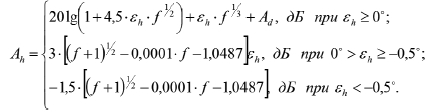 A_h = { 20lg(1+4,5·ε_h·f^{1/2})+ε_h·f^{1/3}+A_d, дБ при ε_h ≥ 0°;
3·[(f+1)^{1/2}−0,0001·f−1,0487]ε_h, дБ при 0° > ε_h ≥ −0,5°;
−1,5·[(f+1)^{1/2}−0,0001·f−1,0487], дБ при ε_h < −0,5°.